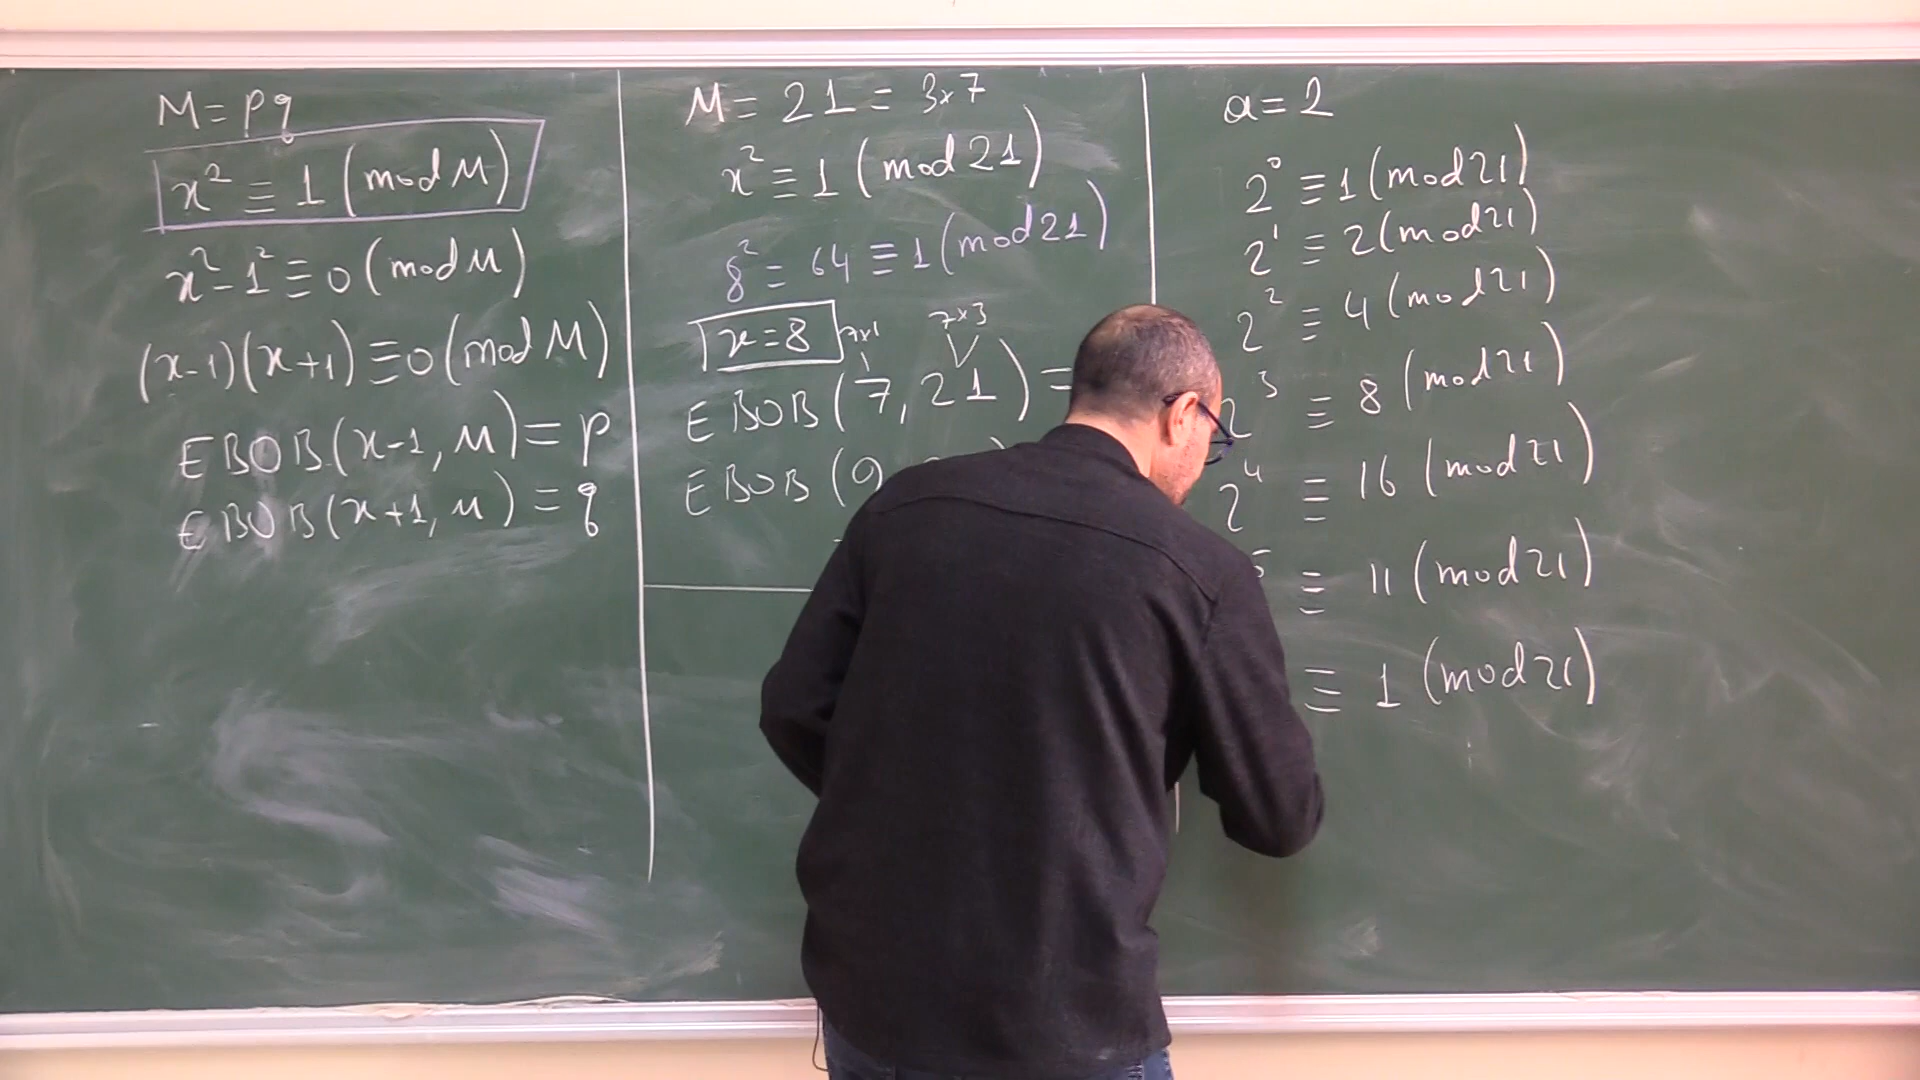 M = pq
x² ≡ 1 (mod M)
x² - 1² ≡ 0 (mod M)
(x-1)(x+1) ≡ 0 (mod M)
EBOB(x-1, M) = p
EBOB(x+1, M) = q
M = 21 = 3x7
x² ≡ 1 (mod 21)
8² = 64 ≡ 1 (mod 21)
x = 8
7x1 7x3
EBOB(7, 21) =
EBOB(9,
a = 2
2⁰ ≡ 1 (mod 21)
2¹ ≡ 2 (mod 21)
2² ≡ 4 (mod 21)
2³ ≡ 8 (mod 21)
2⁴ ≡ 16 (mod 21)
⁵ ≡ 11 (mod 21)
≡ 1 (mod 21)